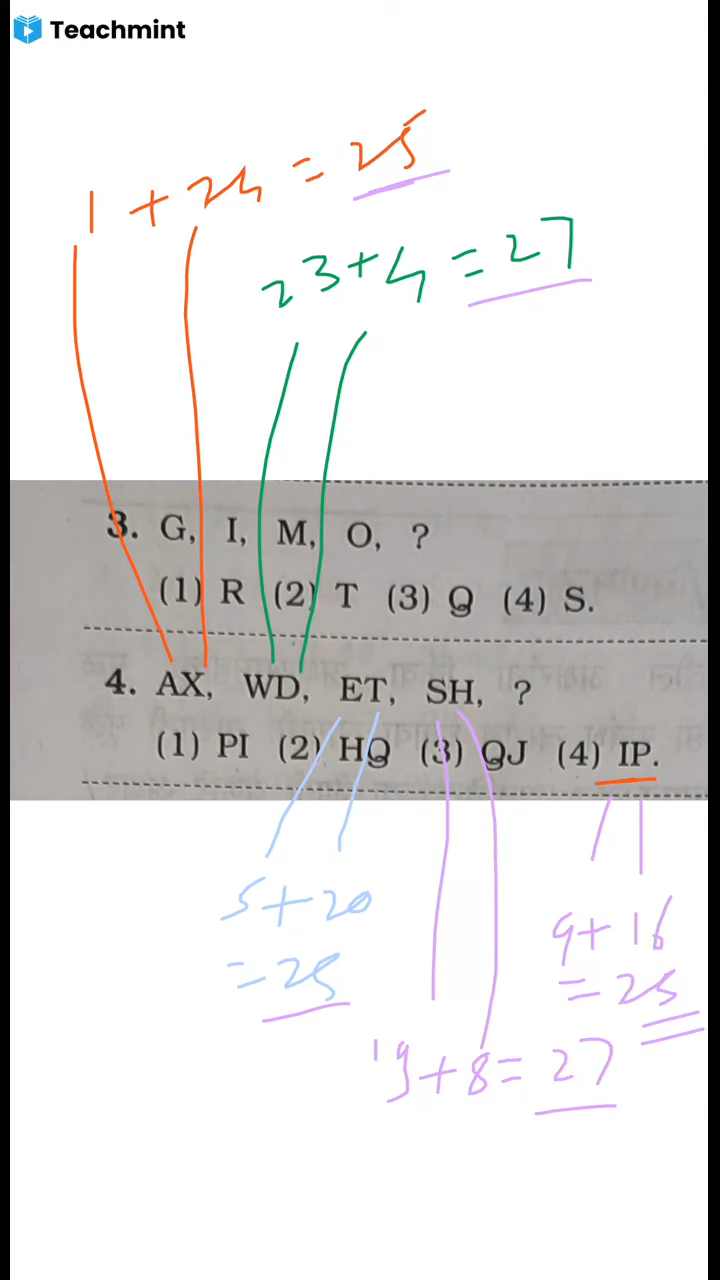 Teachmint
1 + 24 = 25
23 + 4 = 27
3. G, I, M, O, ?
(1) R (2) T (3) Q (4) S.
4. AX, WD, ET, SH, ?
(1) PI (2) HQ (3) QJ (4) IP.
5 + 20
= 25
9 + 16
= 25
19 + 8 = 27